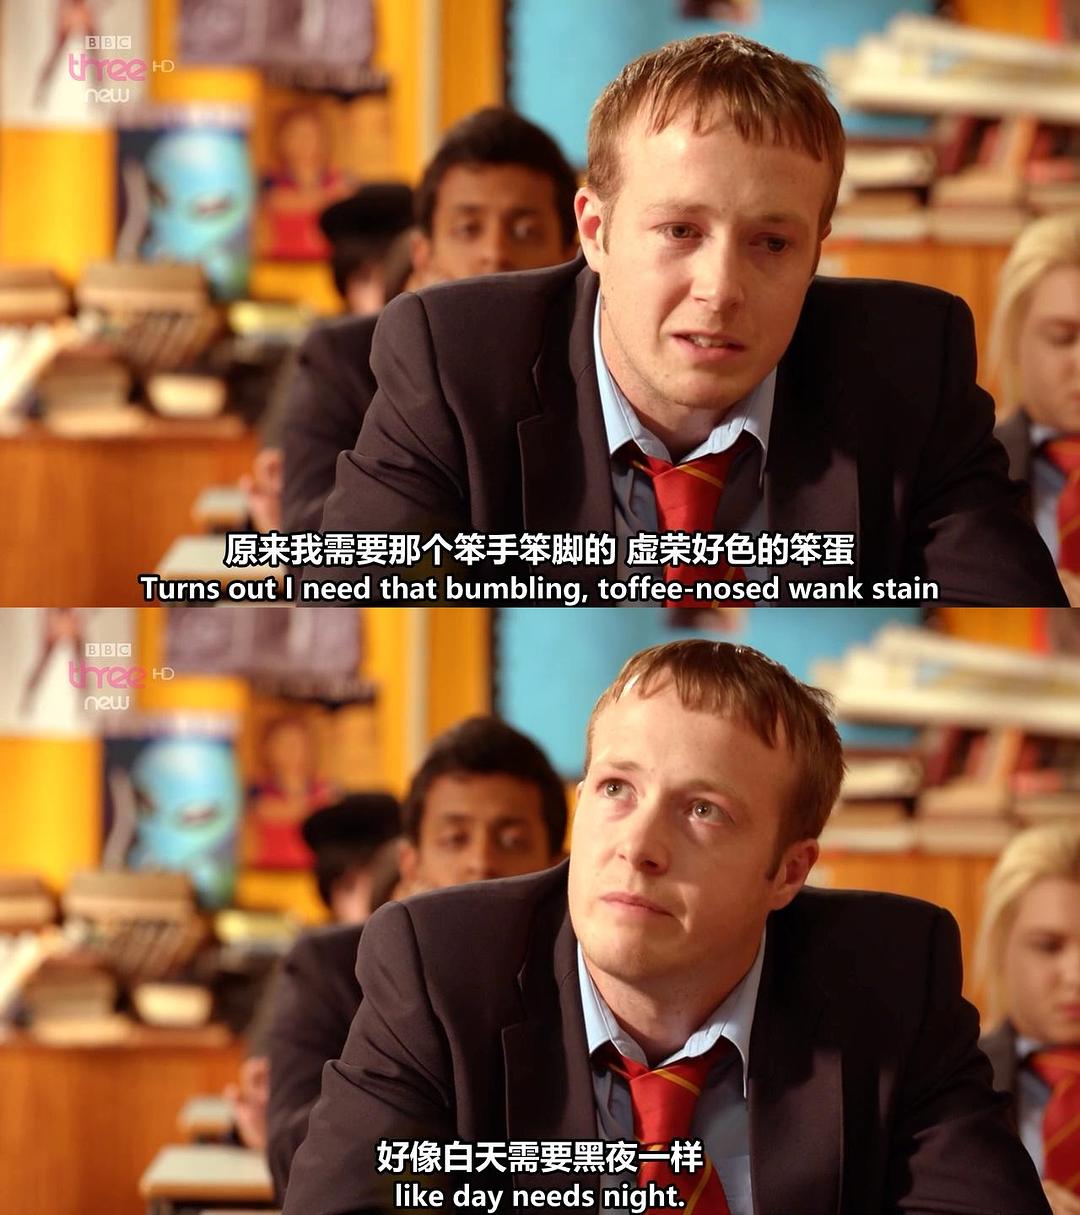 BBC
three HD
new
原来我需要那个笨手笨脚的 虚荣好色的笨蛋
Turns out I need that bumbling, toffee-nosed wank stain
BBC
three HD
new
好像白天需要黑夜一样
like day needs night.